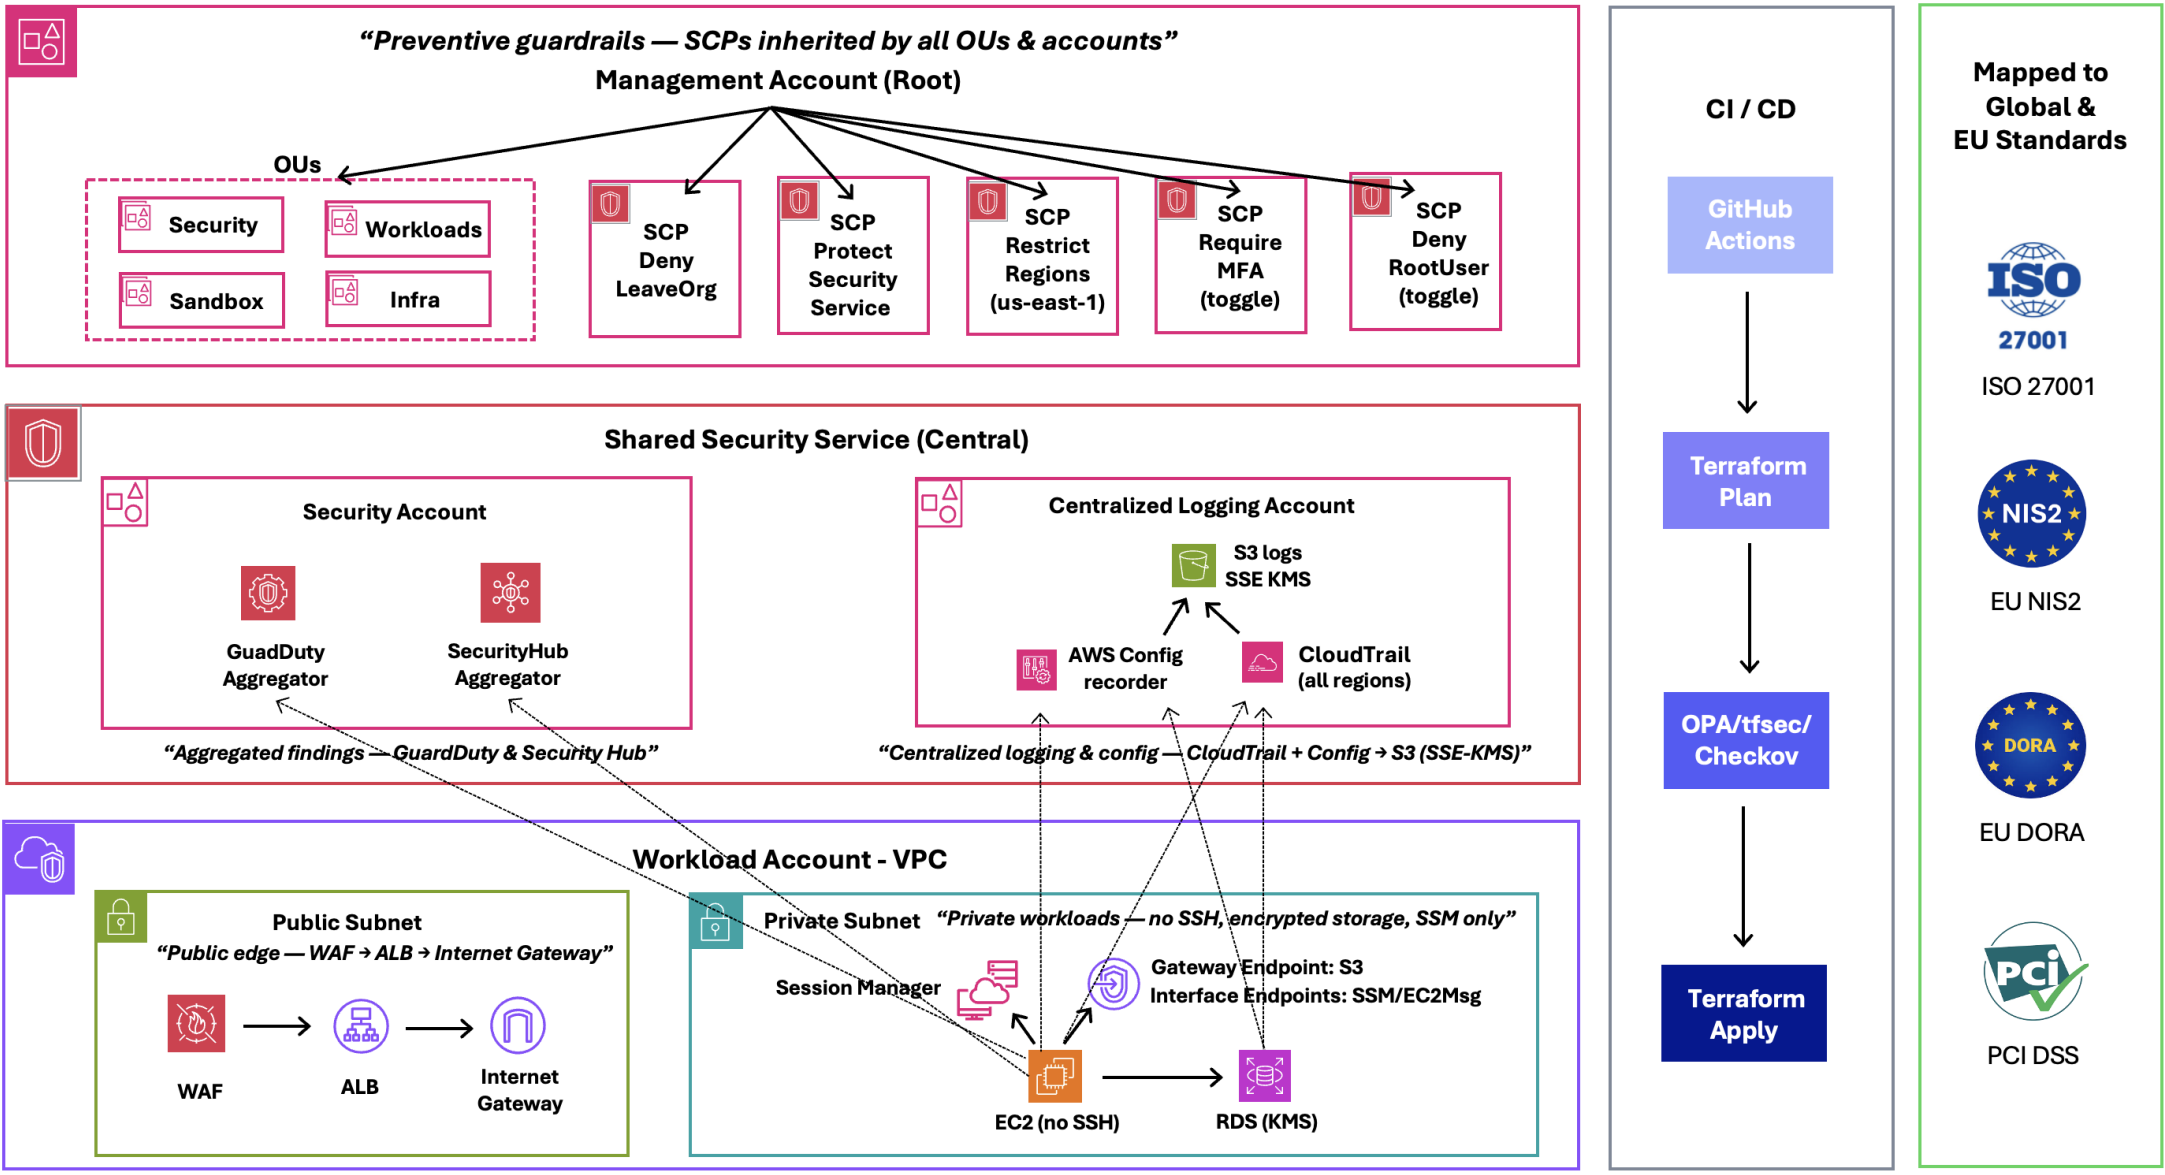 “Preventive guardrails — SCPs inherited by all OUs & accounts”
Management Account (Root)
OUs
Security
Workloads
Sandbox
Infra
SCP
Deny
LeaveOrg
SCP
Protect
Security
Service
SCP
Restrict
Regions
(us-east-1)
SCP
Require
MFA
(toggle)
SCP
Deny
RootUser
(toggle)
Shared Security Service (Central)
Security Account
GuadDuty
Aggregator
SecurityHub
Aggregator
“Aggregated findings — GuardDuty & Security Hub”
Centralized Logging Account
S3 logs
SSE KMS
AWS Config
recorder
CloudTrail
(all regions)
“Centralized logging & config — CloudTrail + Config → S3 (SSE-KMS)”
Workload Account - VPC
Public Subnet
“Public edge — WAF → ALB → Internet Gateway”
WAF
ALB
Internet
Gateway
Private Subnet
“Private workloads — no SSH, encrypted storage, SSM only”
Session Manager
Gateway Endpoint: S3
Interface Endpoints: SSM/EC2Msg
EC2 (no SSH)
RDS (KMS)
CI / CD
GitHub
Actions
Terraform
Plan
OPA/tfsec/
Checkov
Terraform
Apply
Mapped to
Global &
EU Standards
ISO
27001
ISO 27001
NIS2
EU NIS2
DORA
EU DORA
PCi
PCI DSS